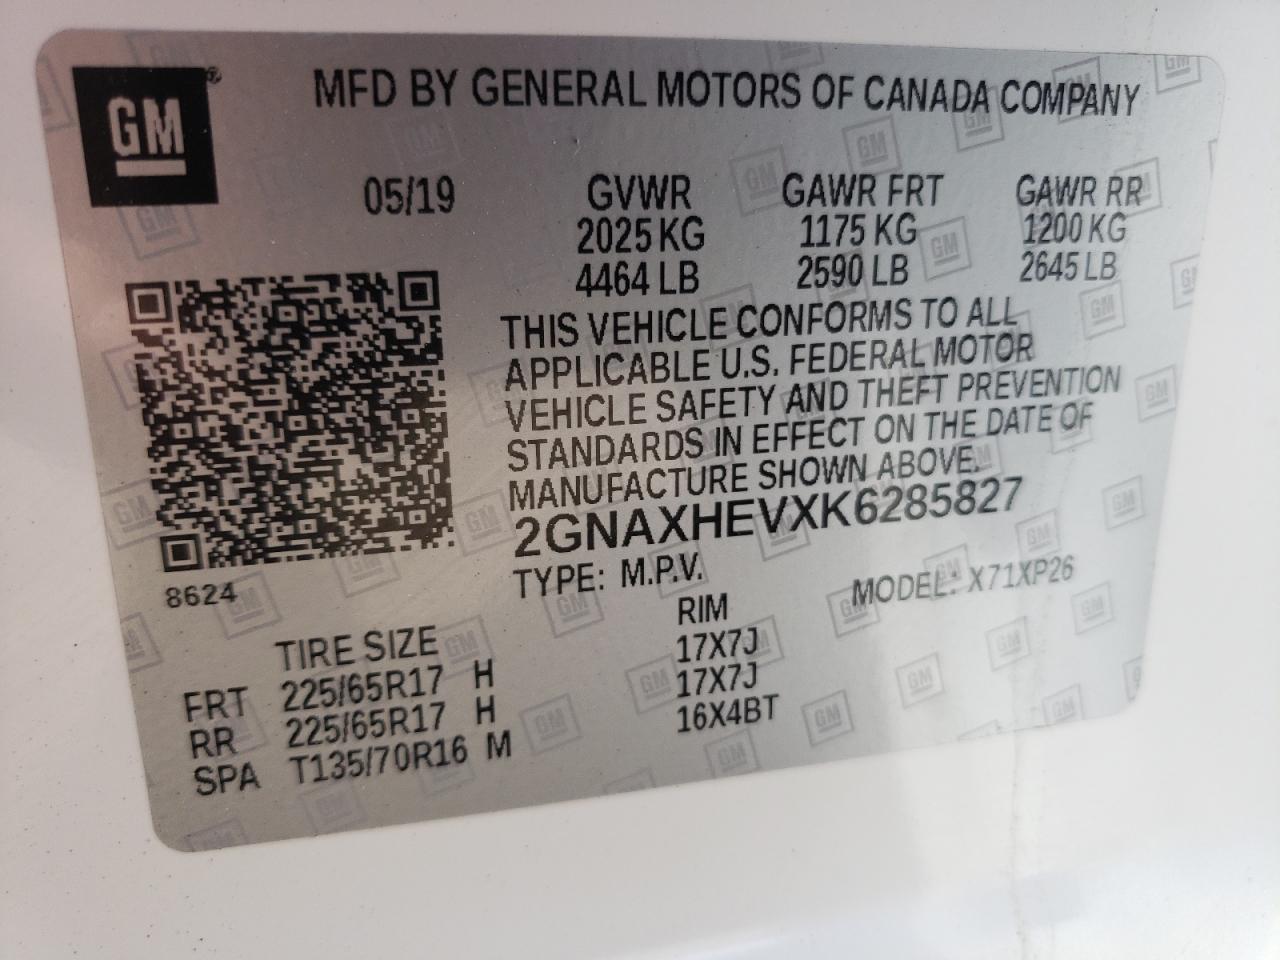 GM
MFD BY GENERAL MOTORS OF CANADA COMPANY
05/19 GVWR GAWR FRT GAWR RR
2025 KG 1175 KG 1200 KG
4464 LB 2590 LB 2645 LB
THIS VEHICLE CONFORMS TO ALL
APPLICABLE U.S. FEDERAL MOTOR
VEHICLE SAFETY AND THEFT PREVENTION
STANDARDS IN EFFECT ON THE DATE OF
MANUFACTURE SHOWN ABOVE.
2GNAXHEVXK6285827
8624
TYPE: M.P.V. MODEL: X71XP26
TIRE SIZE RIM
FRT 225/65R17 H 17X7J
RR 225/65R17 H 17X7J
SPA T135/70R16 M 16X4BT